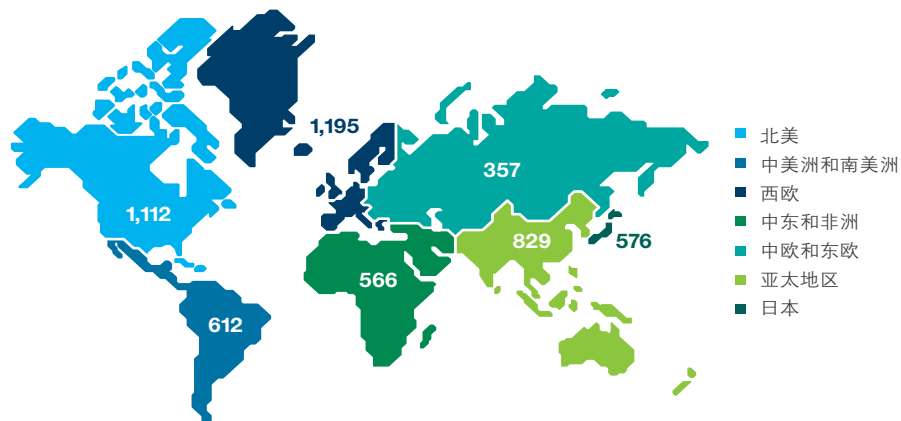 1,195
357
1,112
829
576
566
612
北美
中美洲和南美洲
西欧
中东和非洲
中欧和东欧
亚太地区
日本